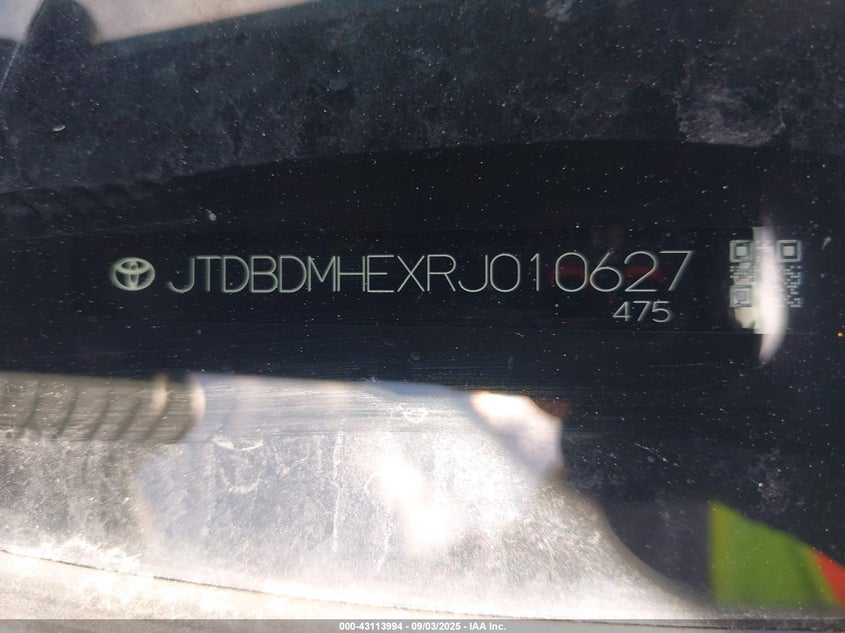 JTDBDMHEXRJ010627
475
000-43113994 - 09/03/2025 - IAA Inc.